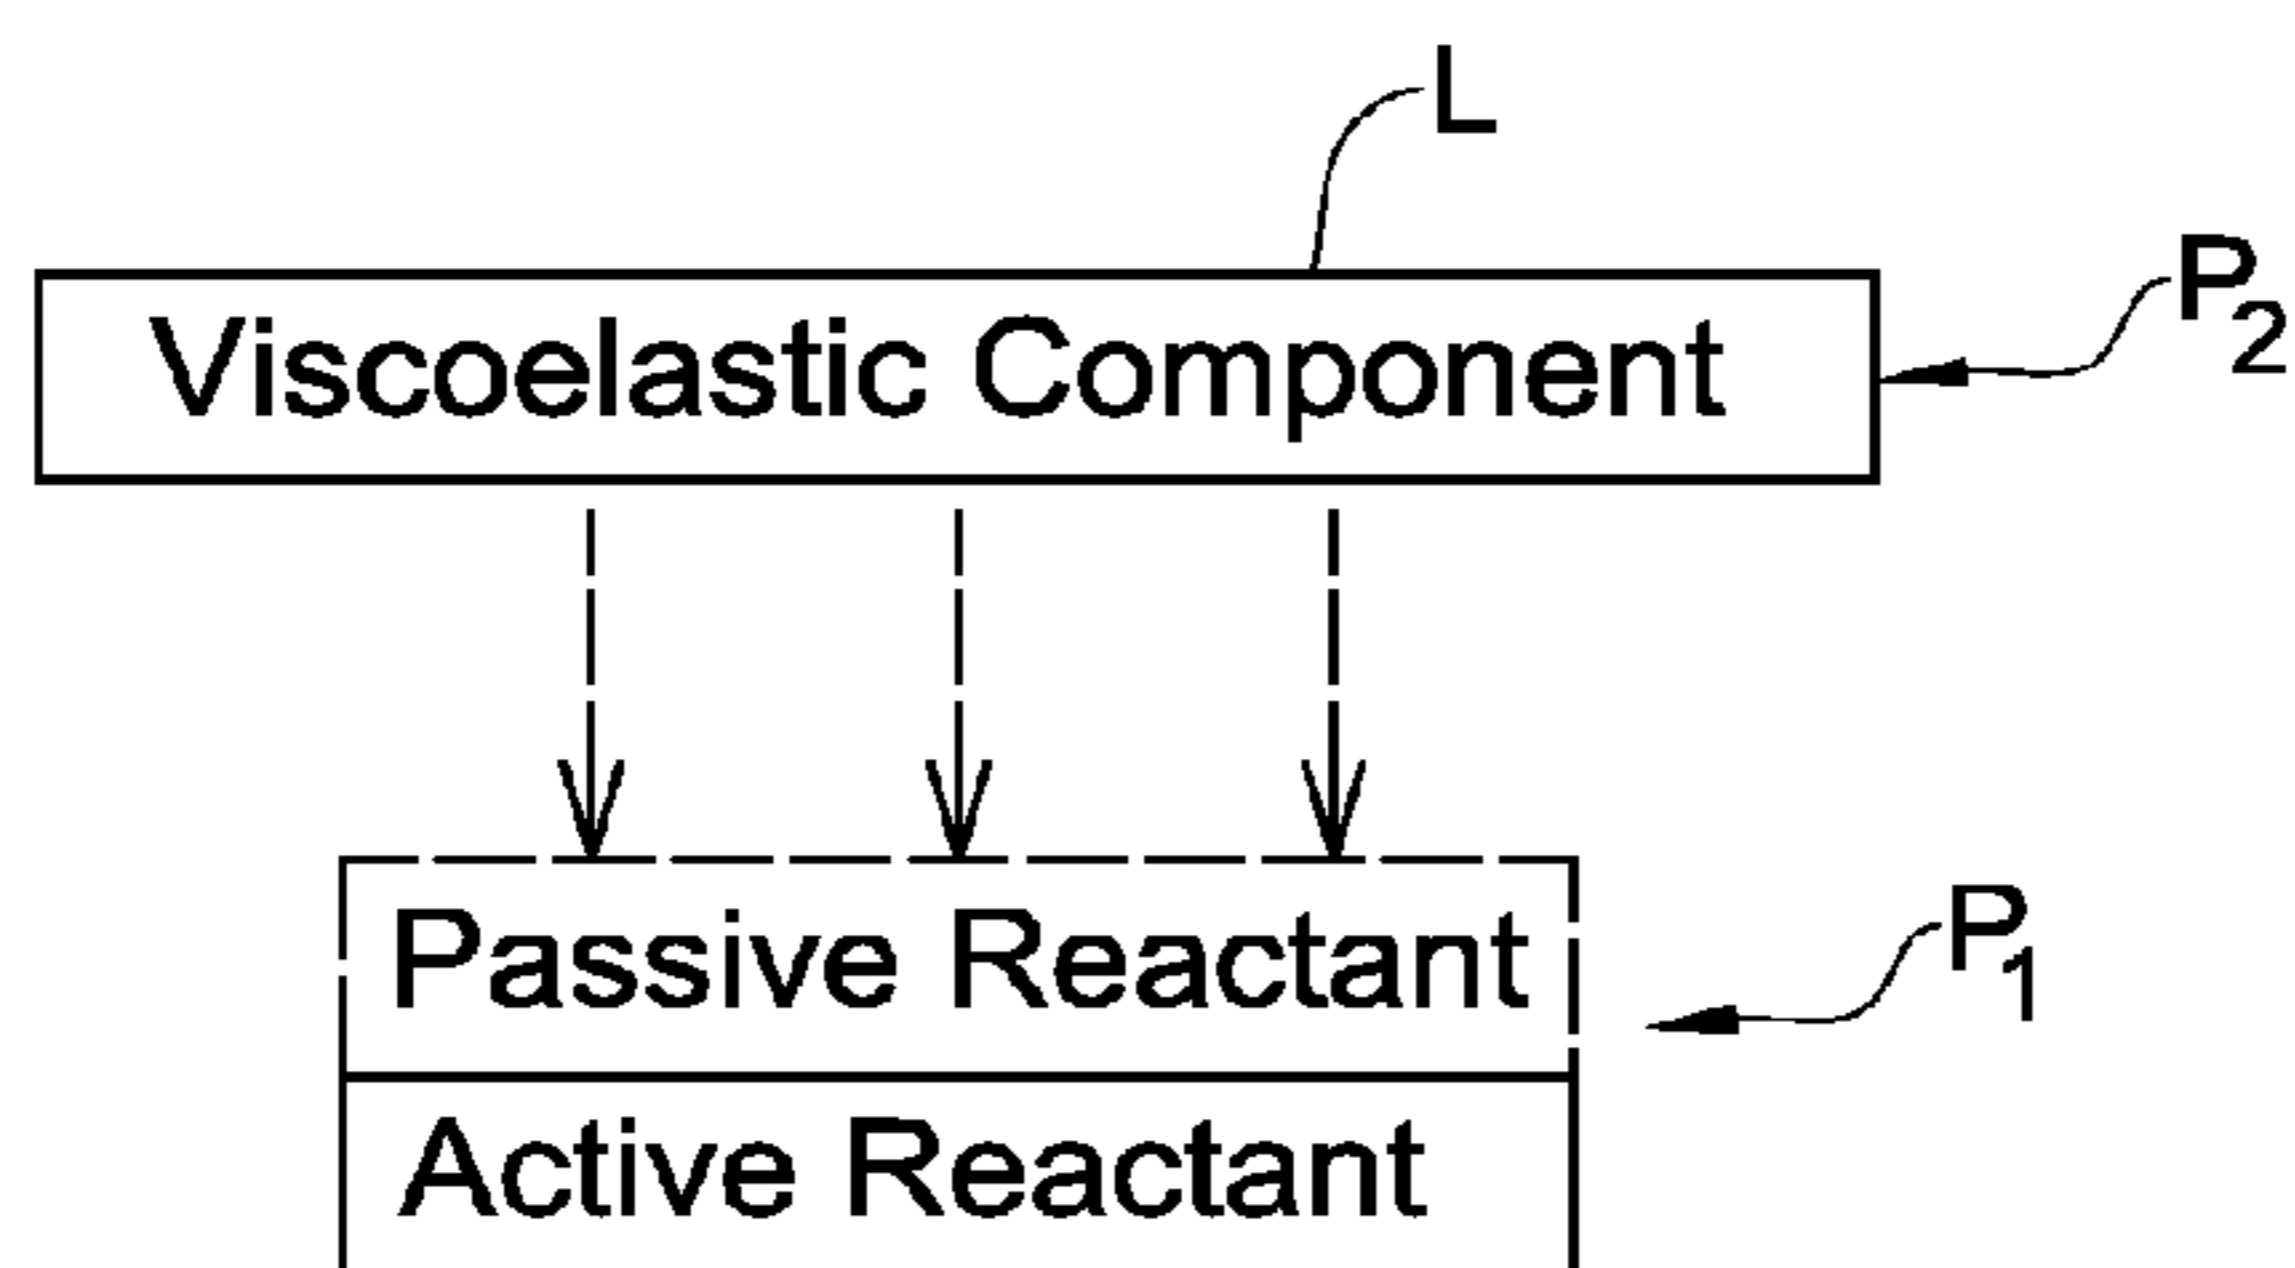 L
P2
Viscoelastic Component
Passive Reactant
P1
Active Reactant